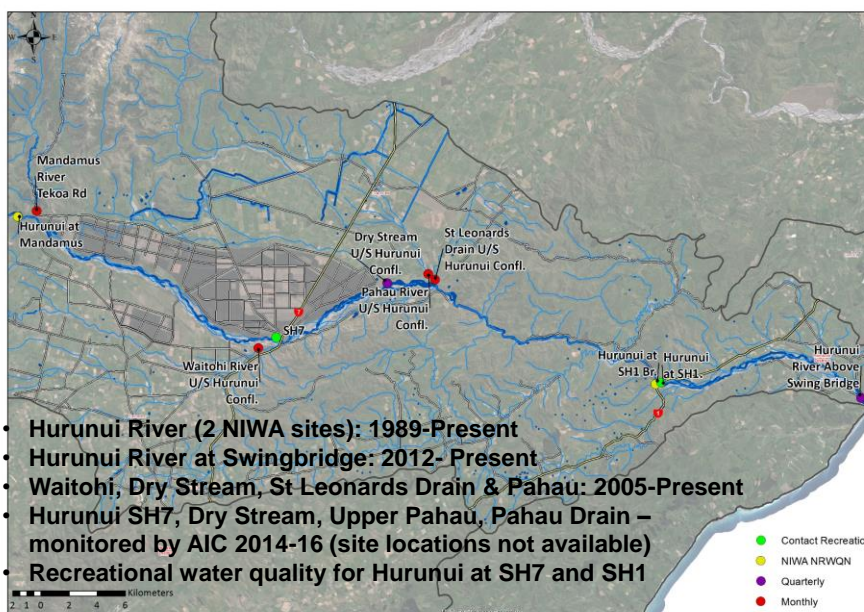 N
W E
S
Mandamus
River
Tekoa Rd
Hurunui at
Mandamus
Dry Stream
U/S Hurunui
Confl.
St Leonards
Drain U/S
Hurunui Confl.
Pahau River
U/S Hurunui
Confl.
7
SH7
Waitohi River
U/S Hurunui
Confl.
Hurunui at
SH1 Br.
Hurunui
at SH1.
Hurunui
River Above
Swing Bridge
1
• Hurunui River (2 NIWA sites): 1989-Present
• Hurunui River at Swingbridge: 2012- Present
• Waitohi, Dry Stream, St Leonards Drain & Pahau: 2005-Present
• Hurunui SH7, Dry Stream, Upper Pahau, Pahau Drain –
monitored by AIC 2014-16 (site locations not available)
• Recreational water quality for Hurunui at SH7 and SH1
Kilometers
2 1 0 2 4 6
Contact Recreatio
NIWA NRWQN
Quarterly
Monthly